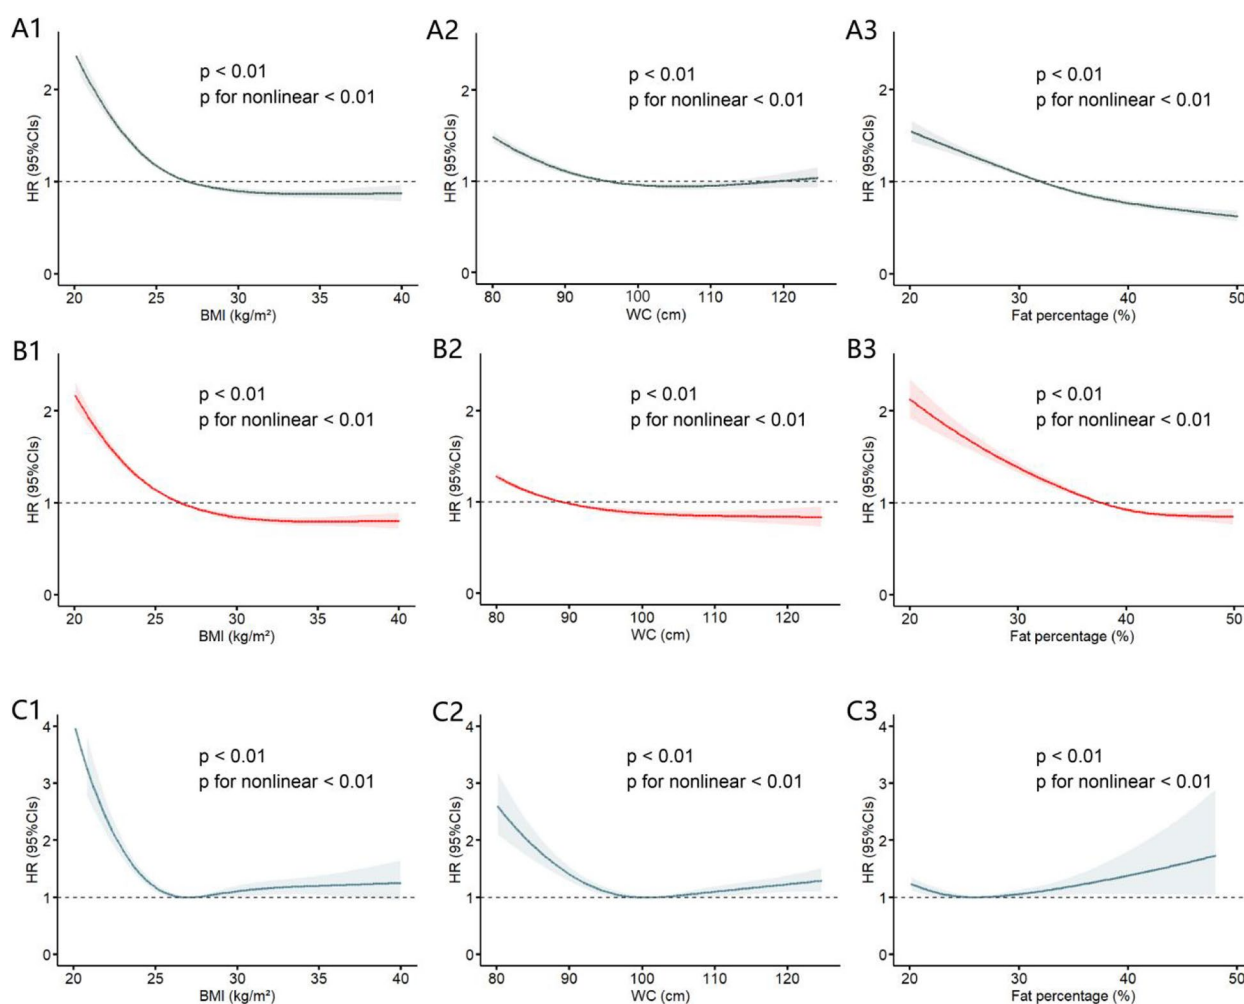 A1
p < 0.01
p for nonlinear < 0.01
HR (95%CIs)
2
1
0
20 25 30 35 40
BMI (kg/m²)
A2
p < 0.01
p for nonlinear < 0.01
HR (95%CIs)
2
1
0
80 90 100 110 120
WC (cm)
A3
p < 0.01
p for nonlinear < 0.01
HR (95%CIs)
2
1
0
20 30 40 50
Fat percentage (%)
B1
p < 0.01
p for nonlinear < 0.01
HR (95%CIs)
2
1
0
20 25 30 35 40
BMI (kg/m²)
B2
p < 0.01
p for nonlinear < 0.01
HR (95%CIs)
2
1
0
80 90 100 110 120
WC (cm)
B3
p < 0.01
p for nonlinear < 0.01
HR (95%CIs)
2
1
0
20 30 40 50
Fat percentage (%)
C1
p < 0.01
p for nonlinear < 0.01
HR (95%CIs)
4
3
2
1
0
20 25 30 35 40
BMI (kg/m²)
C2
p < 0.01
p for nonlinear < 0.01
HR (95%CIs)
4
3
2
1
0
80 90 100 110 120
WC (cm)
C3
p < 0.01
p for nonlinear < 0.01
HR (95%CIs)
4
3
2
1
0
20 30 40 50
Fat percentage (%)